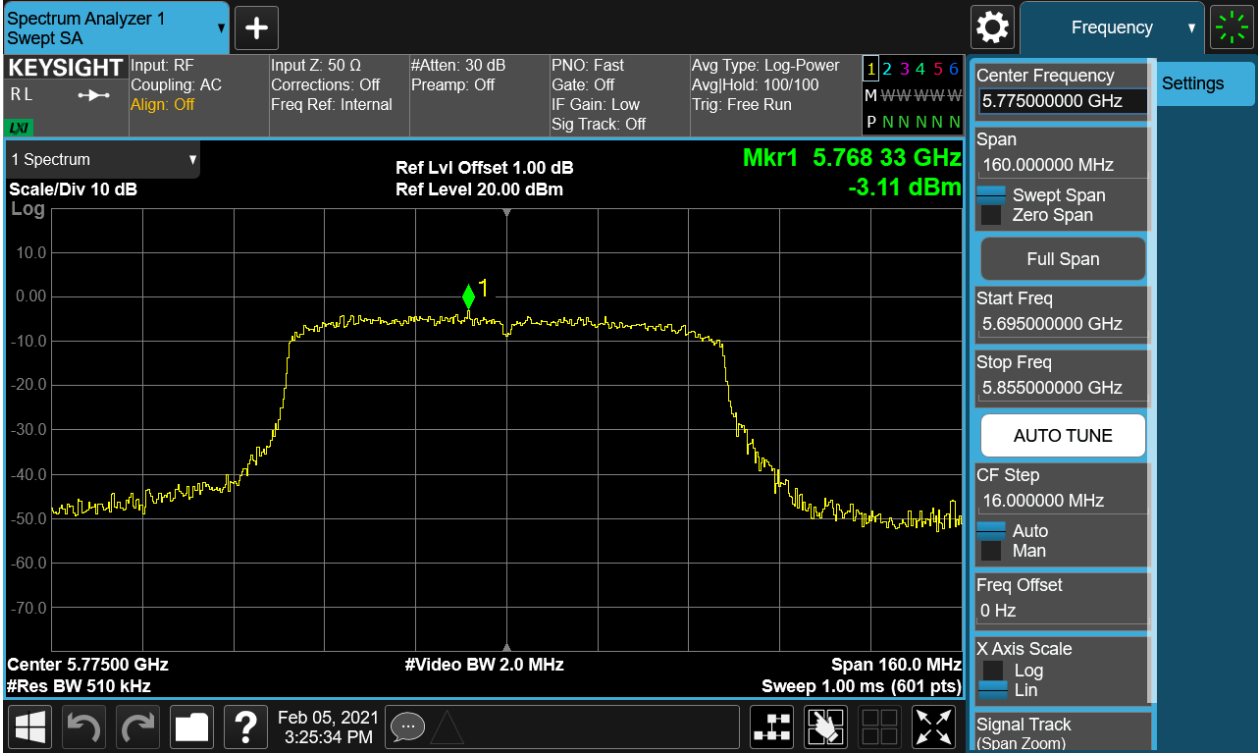 Spectrum Analyzer 1
Swept SA
+
Frequency
KEYSIGHT
R L
LXI
Input: RF
Coupling: AC
Align: Off
Input Z: 50 Ω
Corrections: Off
Freq Ref: Internal
#Atten: 30 dB
Preamp: Off
PNO: Fast
Gate: Off
IF Gain: Low
Sig Track: Off
Avg Type: Log-Power
Avg|Hold: 100/100
Trig: Free Run
1 2 3 4 5 6
M W W W W W
P N N N N N
1 Spectrum
Scale/Div 10 dB
Log
Ref Lvl Offset 1.00 dB
Ref Level 20.00 dBm
Mkr1 5.768 33 GHz
-3.11 dBm
1
10.0
0.00
-10.0
-20.0
-30.0
-40.0
-50.0
-60.0
-70.0
Center 5.77500 GHz
#Res BW 510 kHz
#Video BW 2.0 MHz
Span 160.0 MHz
Sweep 1.00 ms (601 pts)
Center Frequency
5.775000000 GHz
Settings
Span
160.000000 MHz
Swept Span
Zero Span
Full Span
Start Freq
5.695000000 GHz
Stop Freq
5.855000000 GHz
AUTO TUNE
CF Step
16.000000 MHz
Auto
Man
Freq Offset
0 Hz
X Axis Scale
Log
Lin
Signal Track
(Span Zoom)
?
Feb 05, 2021
3:25:34 PM